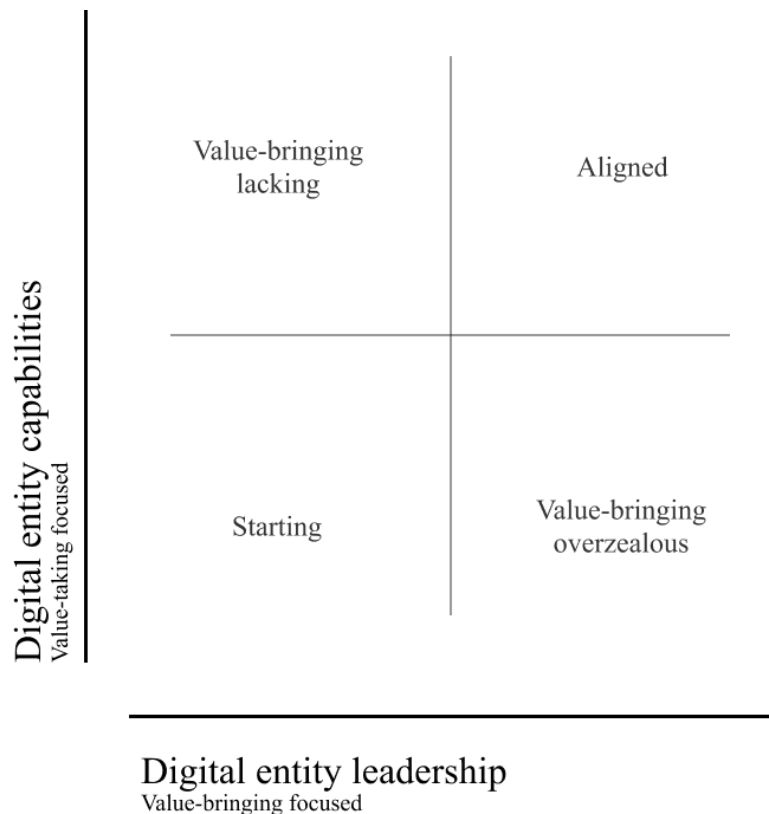 Value-bringing
lacking
Aligned
Starting
Value-bringing
overzealous
Digital entity capabilities
Value-taking focused
Digital entity leadership
Value-bringing focused